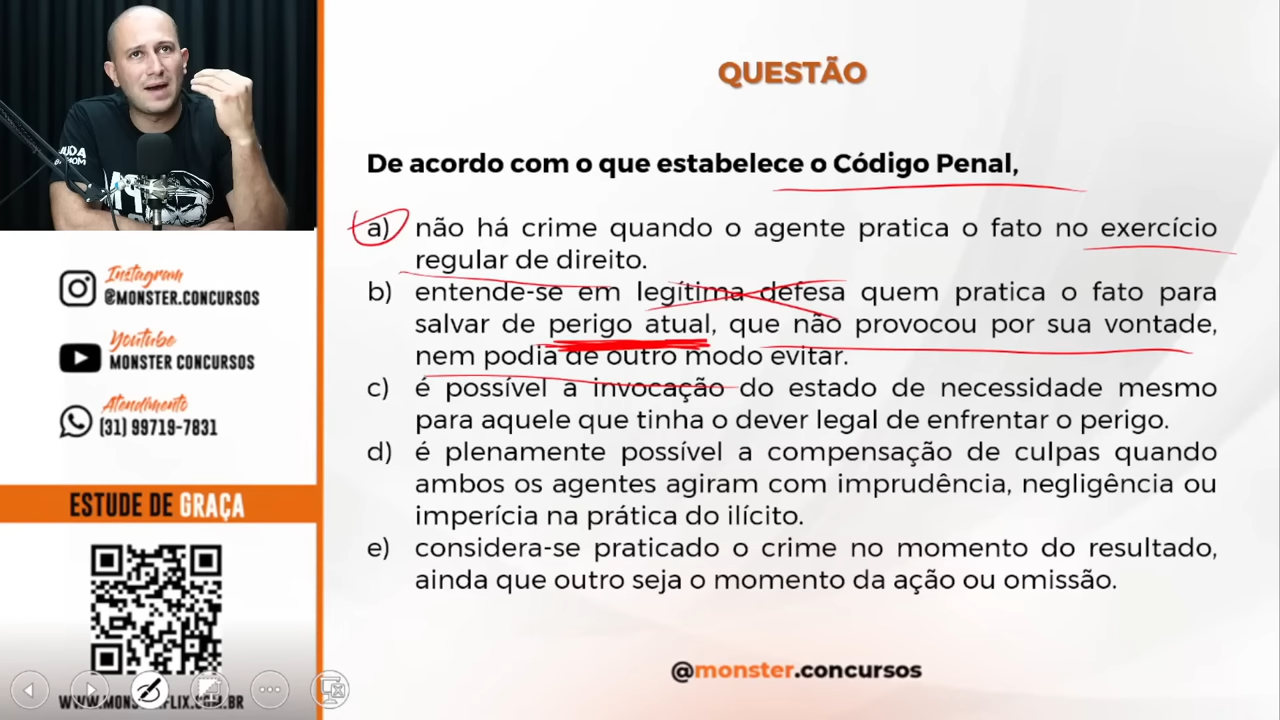 QUESTÃO
De acordo com o que estabelece o Código Penal,
a) não há crime quando o agente pratica o fato no exercício
regular de direito.
b) entende-se em legítima defesa quem pratica o fato para
salvar de perigo atual, que não provocou por sua vontade,
nem podia de outro modo evitar.
c) é possível a invocação do estado de necessidade mesmo
para aquele que tinha o dever legal de enfrentar o perigo.
d) é plenamente possível a compensação de culpas quando
ambos os agentes agiram com imprudência, negligência ou
imperícia na prática do ilícito.
e) considera-se praticado o crime no momento do resultado,
ainda que outro seja o momento da ação ou omissão.
@monster.concursos
Instagram
@MONSTER.CONCURSOS
Youtube
MONSTER CONCURSOS
Atendimento
(31) 99719-7831
ESTUDE DE GRAÇA